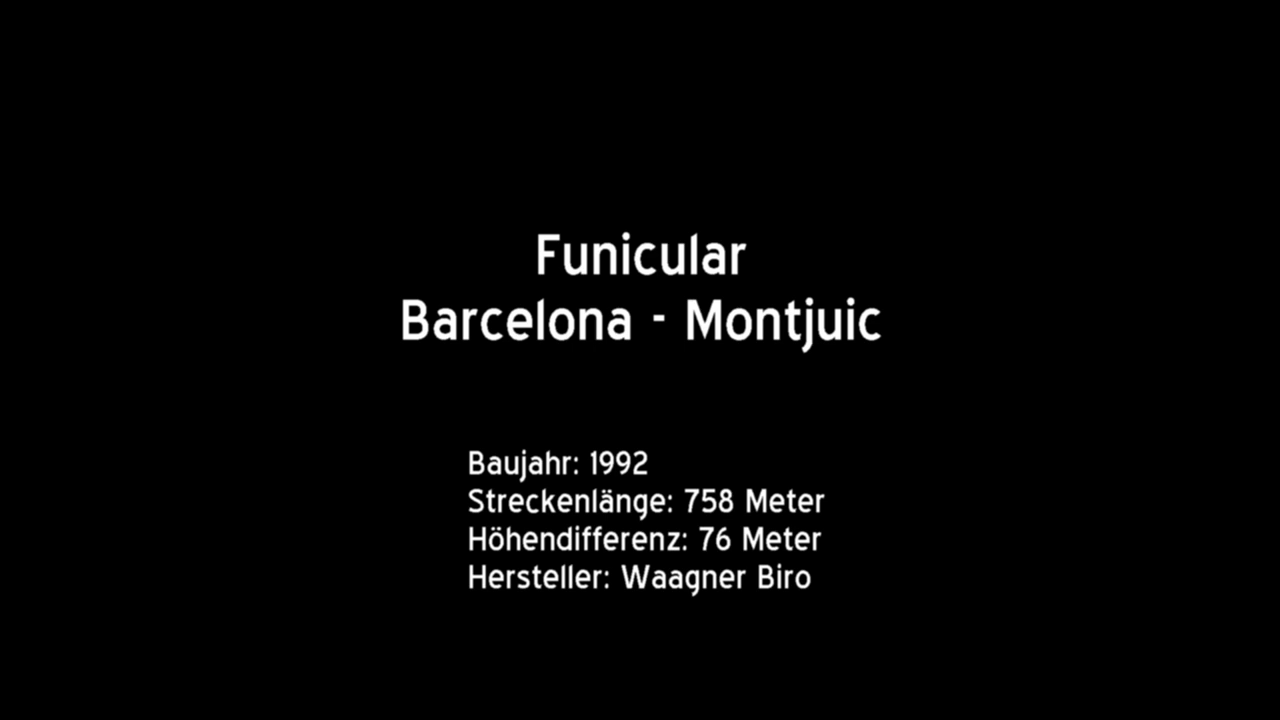 Funicular
Barcelona - Montjuic
Baujahr: 1992
Streckenlänge: 758 Meter
Höhendifferenz: 76 Meter
Hersteller: Waagner Biro